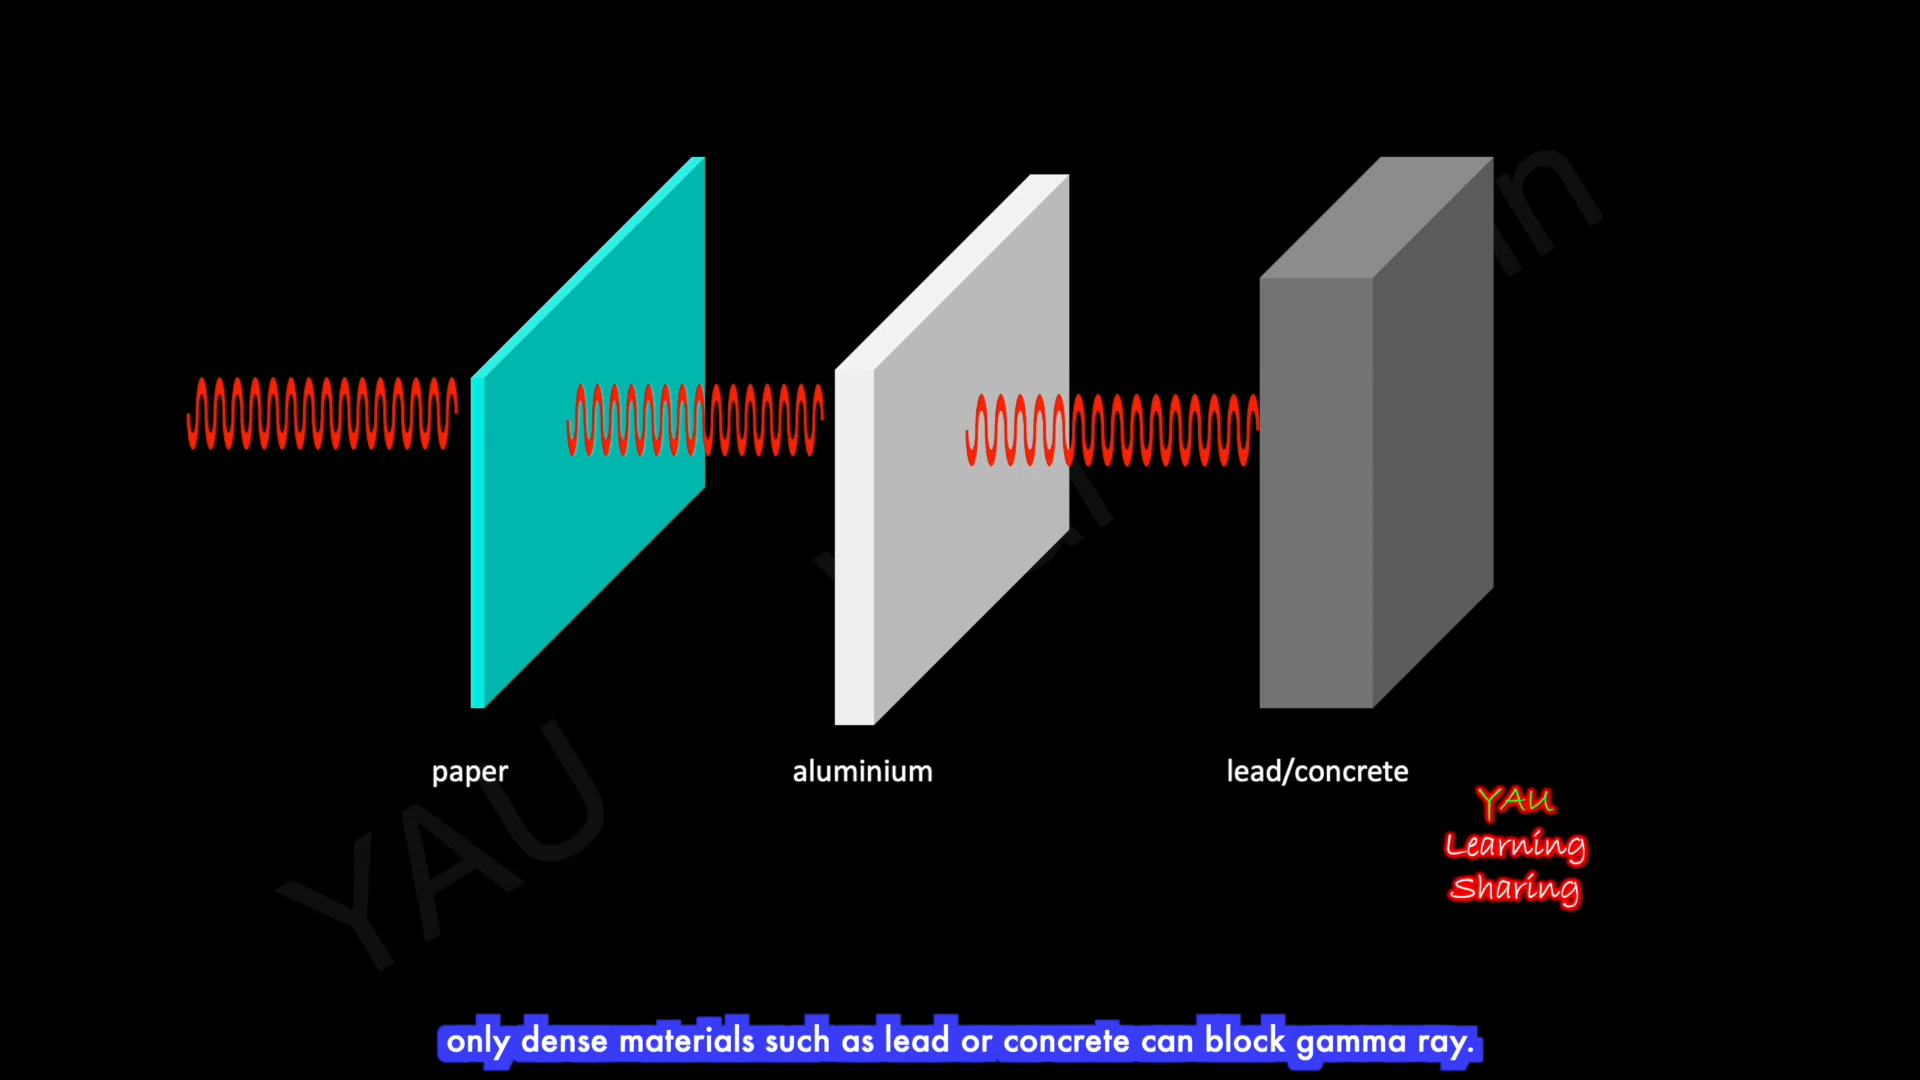 paper
aluminium
lead/concrete
YAU
Learning
Sharing
YAU
only dense materials such as lead or concrete can block gamma ray.